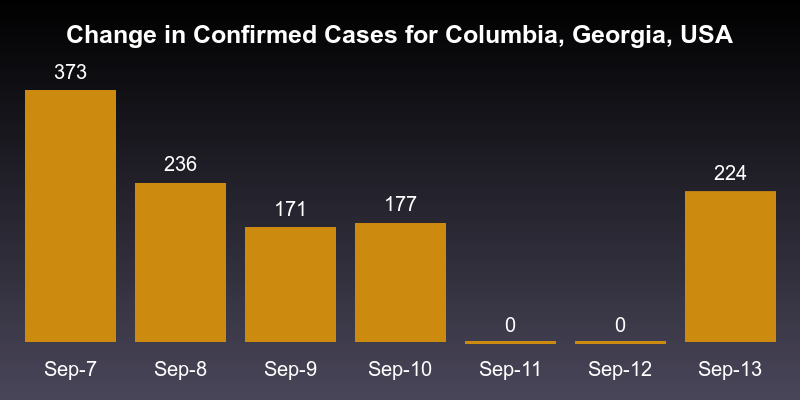 Change in Confirmed Cases for Columbia, Georgia, USA
373
236
171
177
0
0
224
Sep-7
Sep-8
Sep-9
Sep-10
Sep-11
Sep-12
Sep-13